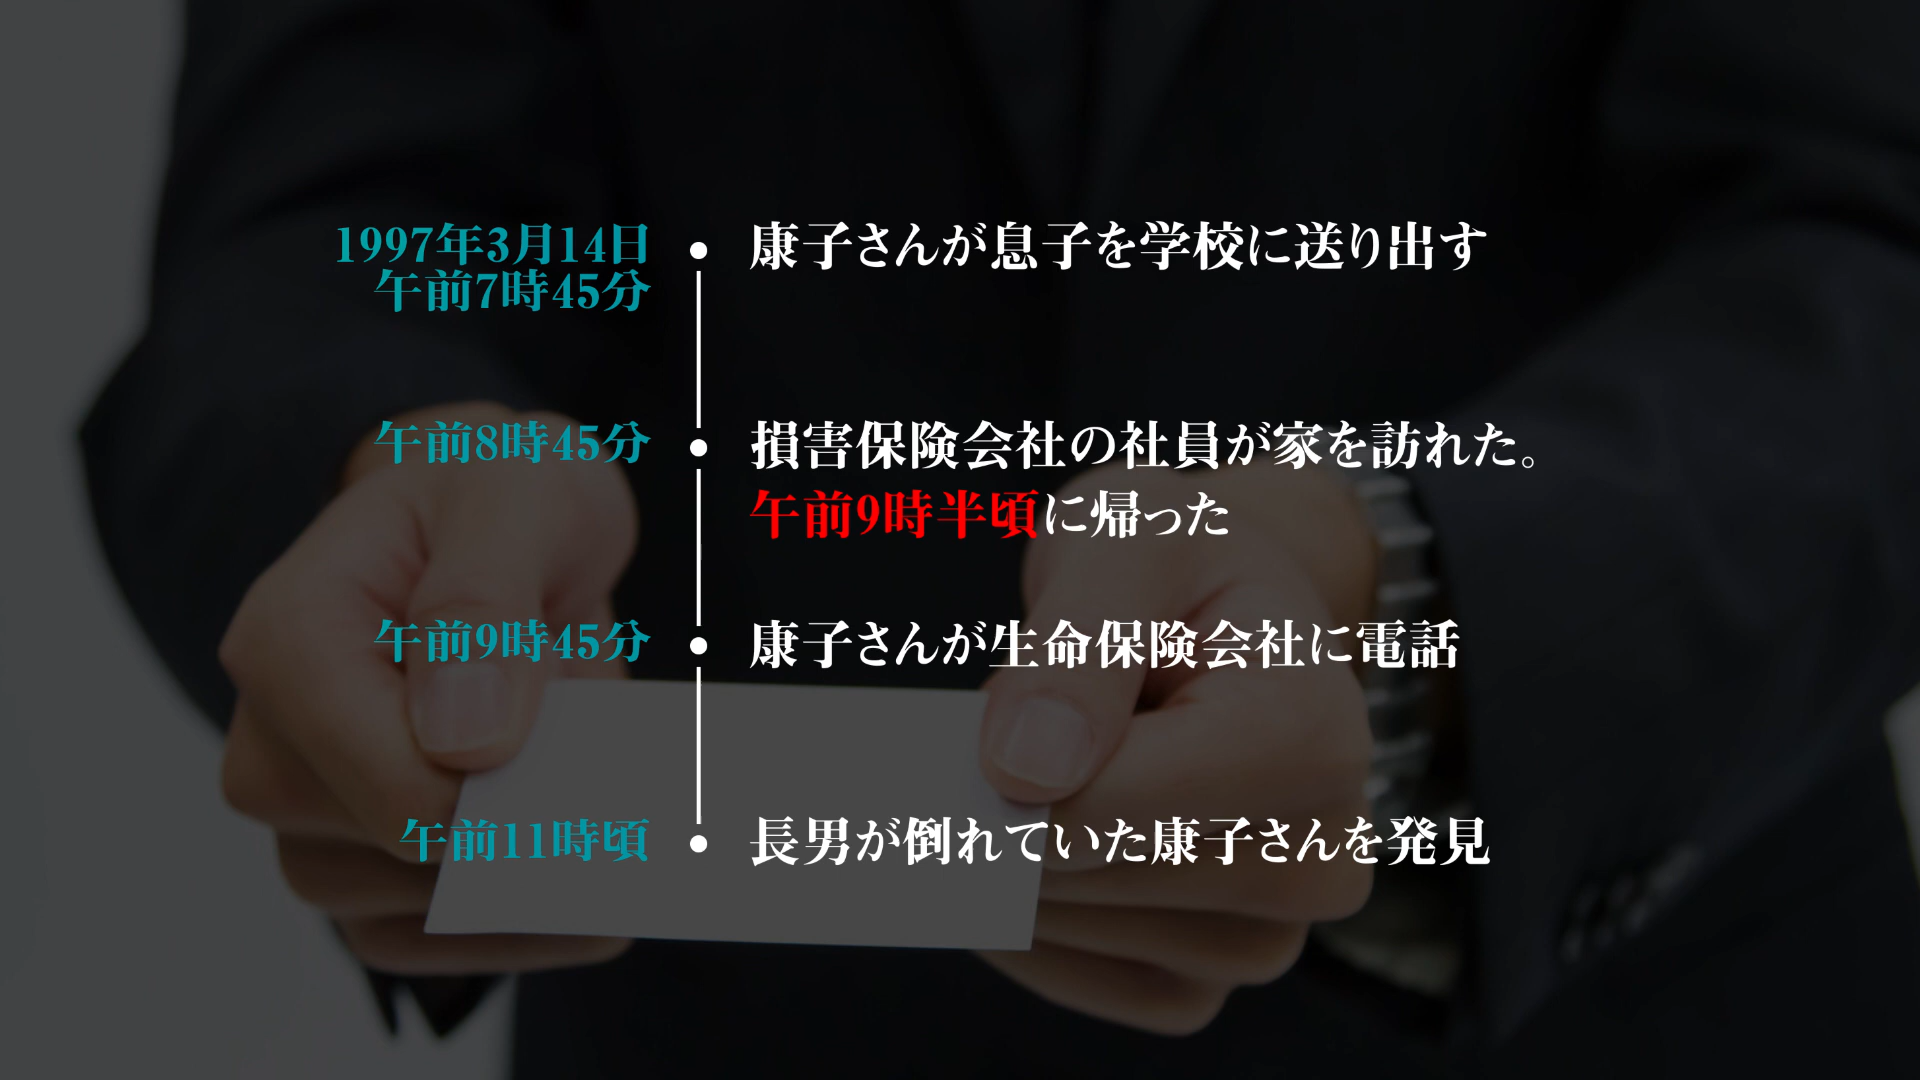 1997年3月14日
午前7時45分
康子さんが息子を学校に送り出す
午前8時45分
損害保険会社の社員が家を訪れた。
午前9時半頃に帰った
午前9時45分
康子さんが生命保険会社に電話
午前11時頃
長男が倒れていた康子さんを発見